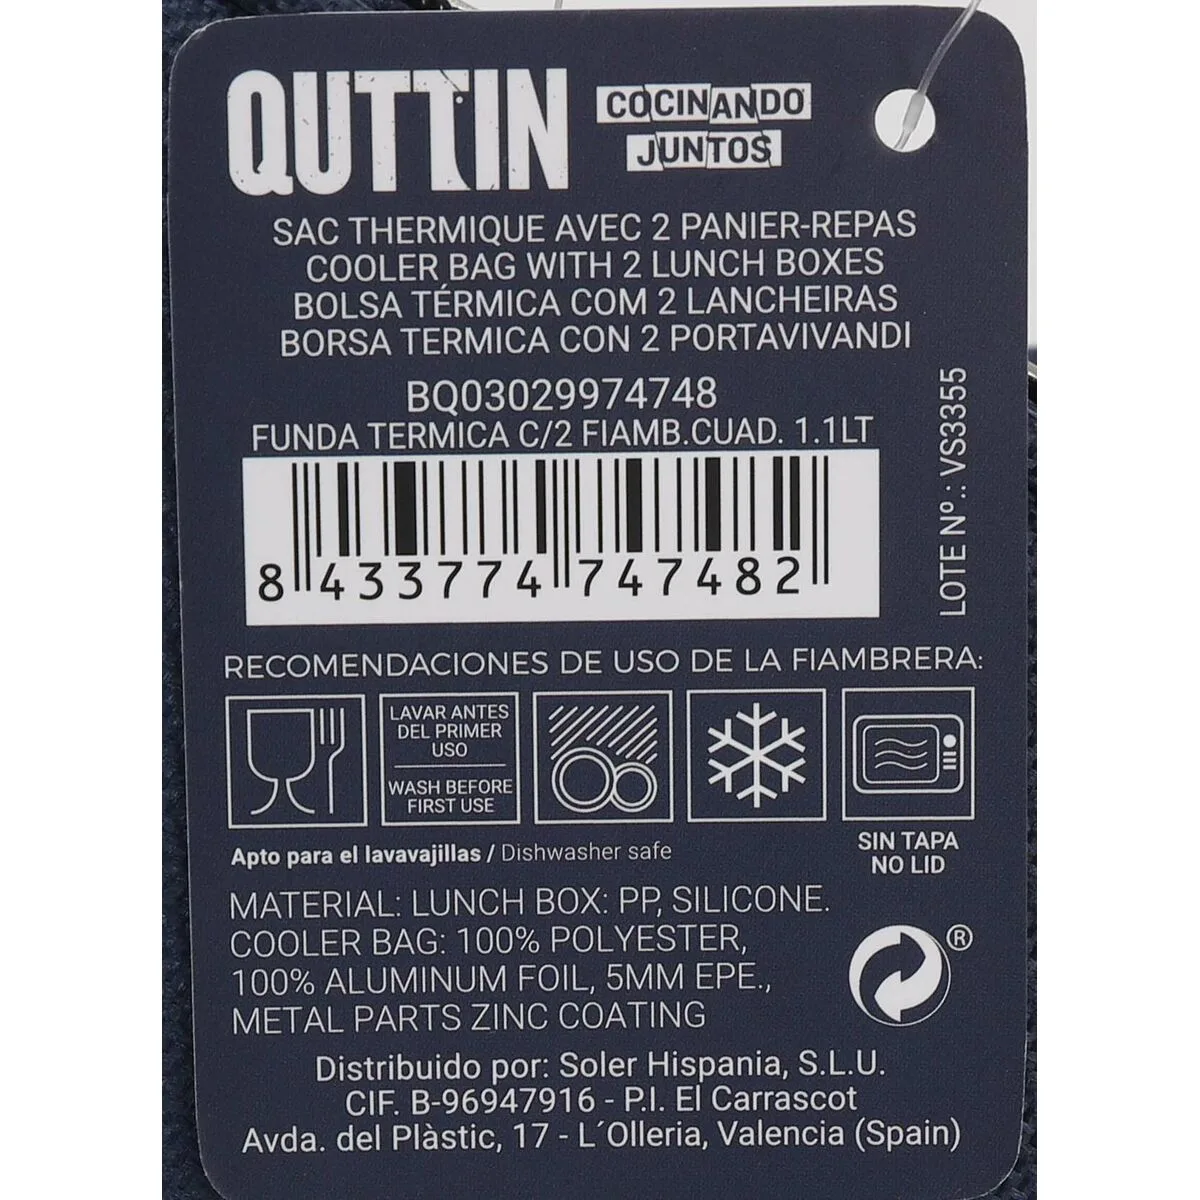 QUTTIN
COCINANDO
JUNTOS
SAC THERMIQUE AVEC 2 PANIER-REPAS
COOLER BAG WITH 2 LUNCH BOXES
BOLSA TÉRMICA COM 2 LANCHEIRAS
BORSA TERMICA CON 2 PORTAVIVANDI
BQ03029974748
FUNDA TERMICA C/2 FIAMB.CUAD. 1.1LT
8 433774 747482
LOTE Nº.: VS3355
RECOMENDACIONES DE USO DE LA FIAMBRERA:
LAVAR ANTES
DEL PRIMER
USO
WASH BEFORE
FIRST USE
SIN TAPA
NO LID
Apto para el lavavajillas / Dishwasher safe
MATERIAL: LUNCH BOX: PP, SILICONE.
COOLER BAG: 100% POLYESTER,
100% ALUMINUM FOIL, 5MM EPE.,
METAL PARTS ZINC COATING
®
Distribuido por: Soler Hispania, S.L.U.
CIF. B-96947916 - P.I. El Carrascot
Avda. del Plàstic, 17 - L´Olleria, Valencia (Spain)